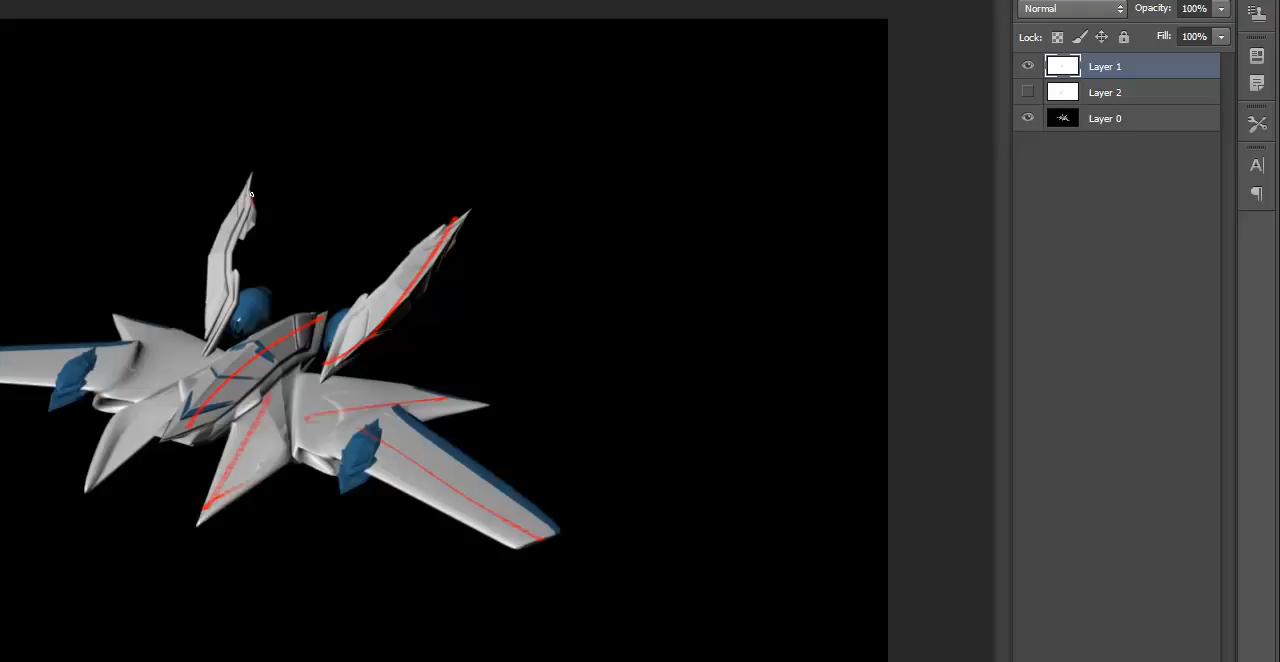 Normal Opacity: 100%
Lock: Fill: 100%
Layer 1
Layer 2
Layer 0
A